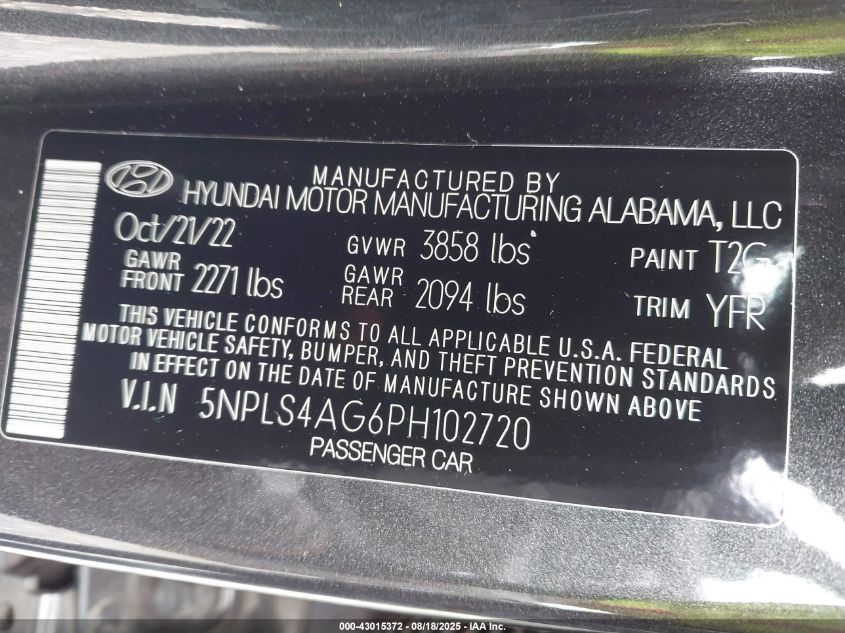 MANUFACTURED BY
HYUNDAI MOTOR MANUFACTURING ALABAMA, LLC
Oct/21/22 GVWR 3858 lbs PAINT T2G
GAWR FRONT 2271 lbs GAWR REAR 2094 lbs TRIM YFR
THIS VEHICLE CONFORMS TO ALL APPLICABLE U.S.A. FEDERAL
MOTOR VEHICLE SAFETY, BUMPER, AND THEFT PREVENTION STANDARDS
IN EFFECT ON THE DATE OF MANUFACTURE SHOWN ABOVE.
V.I.N 5NPLS4AG6PH102720
PASSENGER CAR
000-43015372 - 08/18/2025 - IAA Inc.